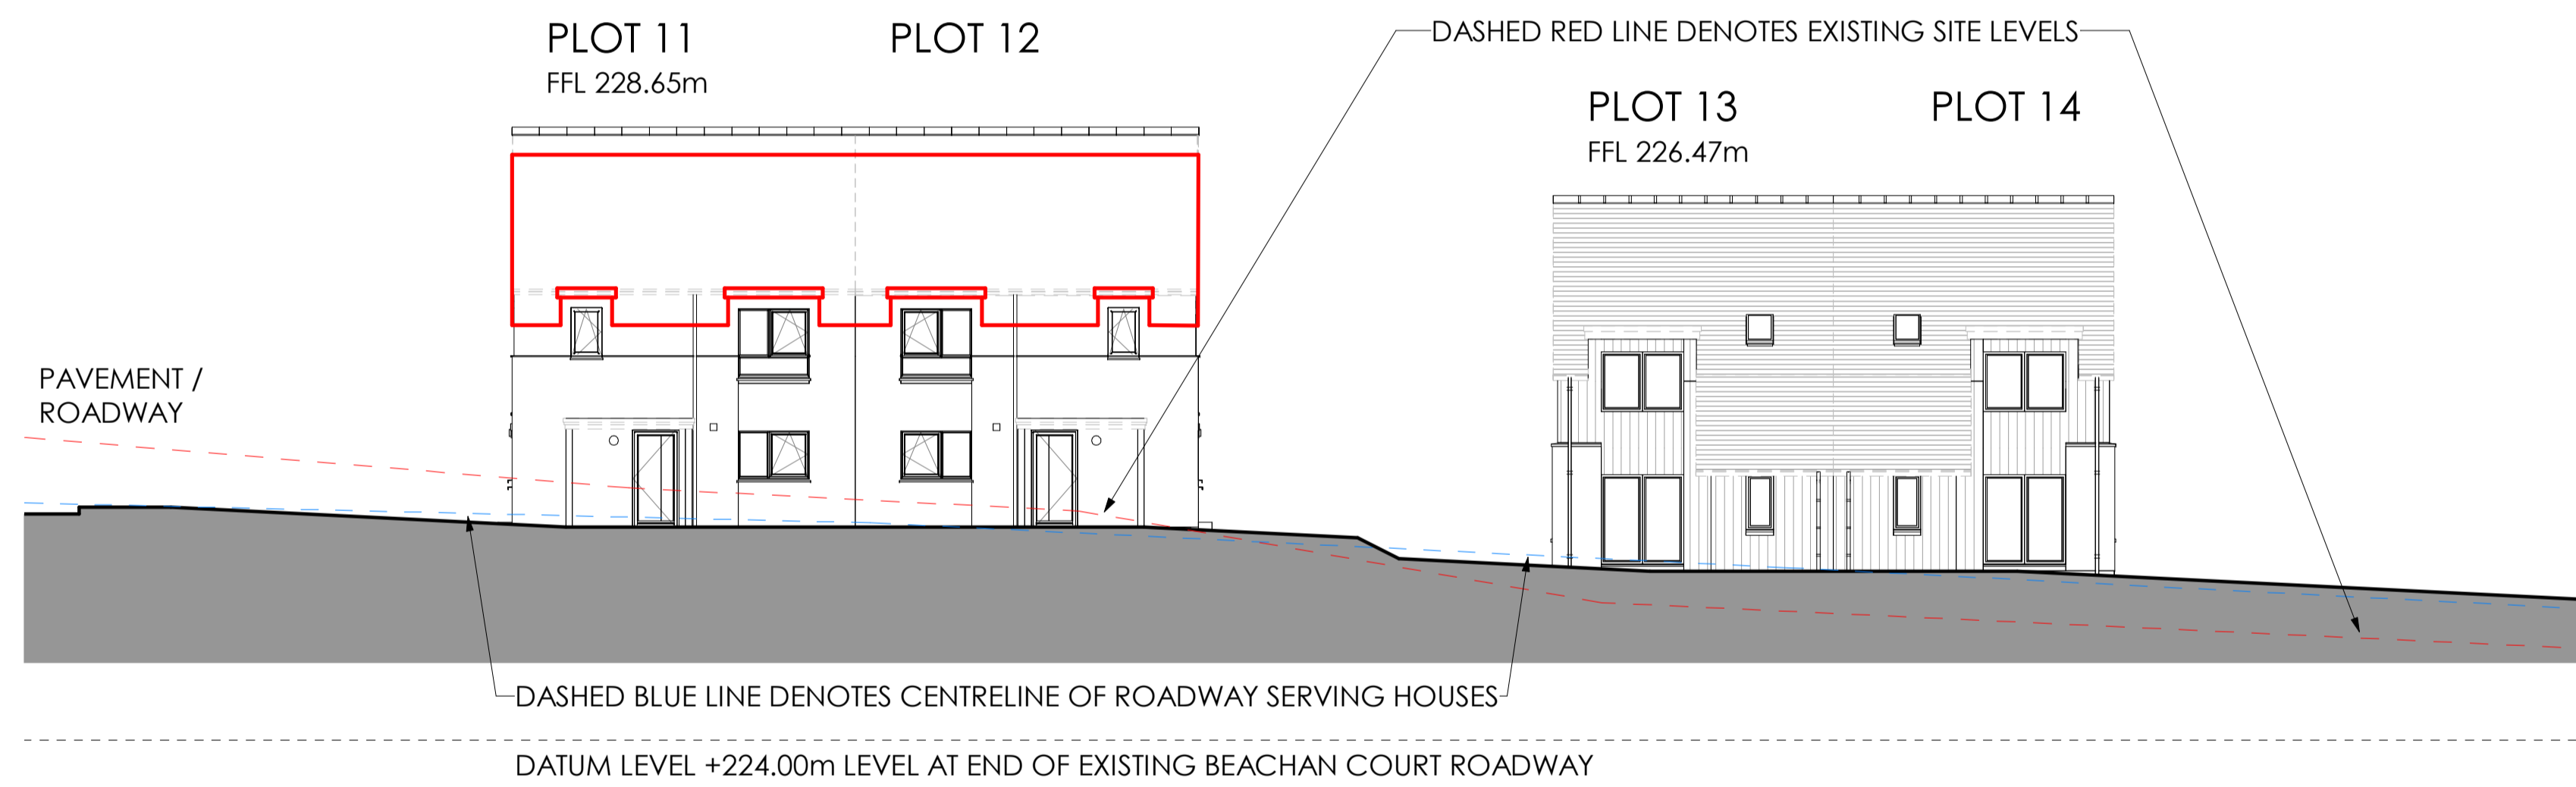 PLOT 11
FFL 228.65m
PLOT 12
DASHED RED LINE DENOTES EXISTING SITE LEVELS
PLOT 13
FFL 226.47m
PLOT 14
PAVEMENT /
ROADWAY
DASHED BLUE LINE DENOTES CENTRELINE OF ROADWAY SERVING HOUSES
DATUM LEVEL +224.00m LEVEL AT END OF EXISTING BEACHAN COURT ROADWAY